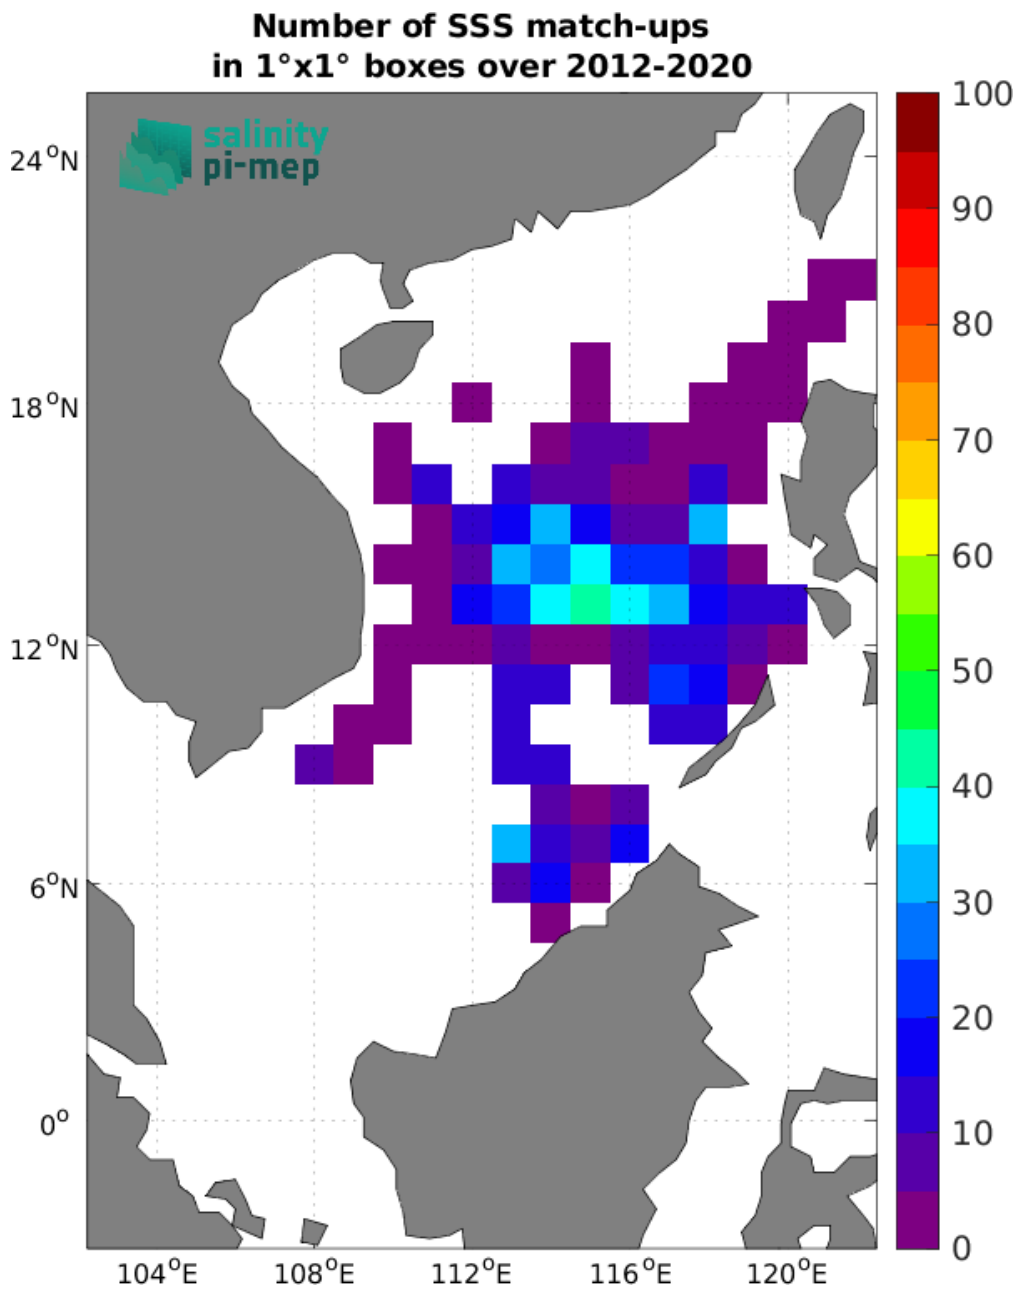 Number of SSS match-ups
in 1°x1° boxes over 2012-2020
salinity
pi-mep
24°N
18°N
12°N
6°N
0°
104°E
108°E
112°E
116°E
120°E
100
90
80
70
60
50
40
30
20
10
0